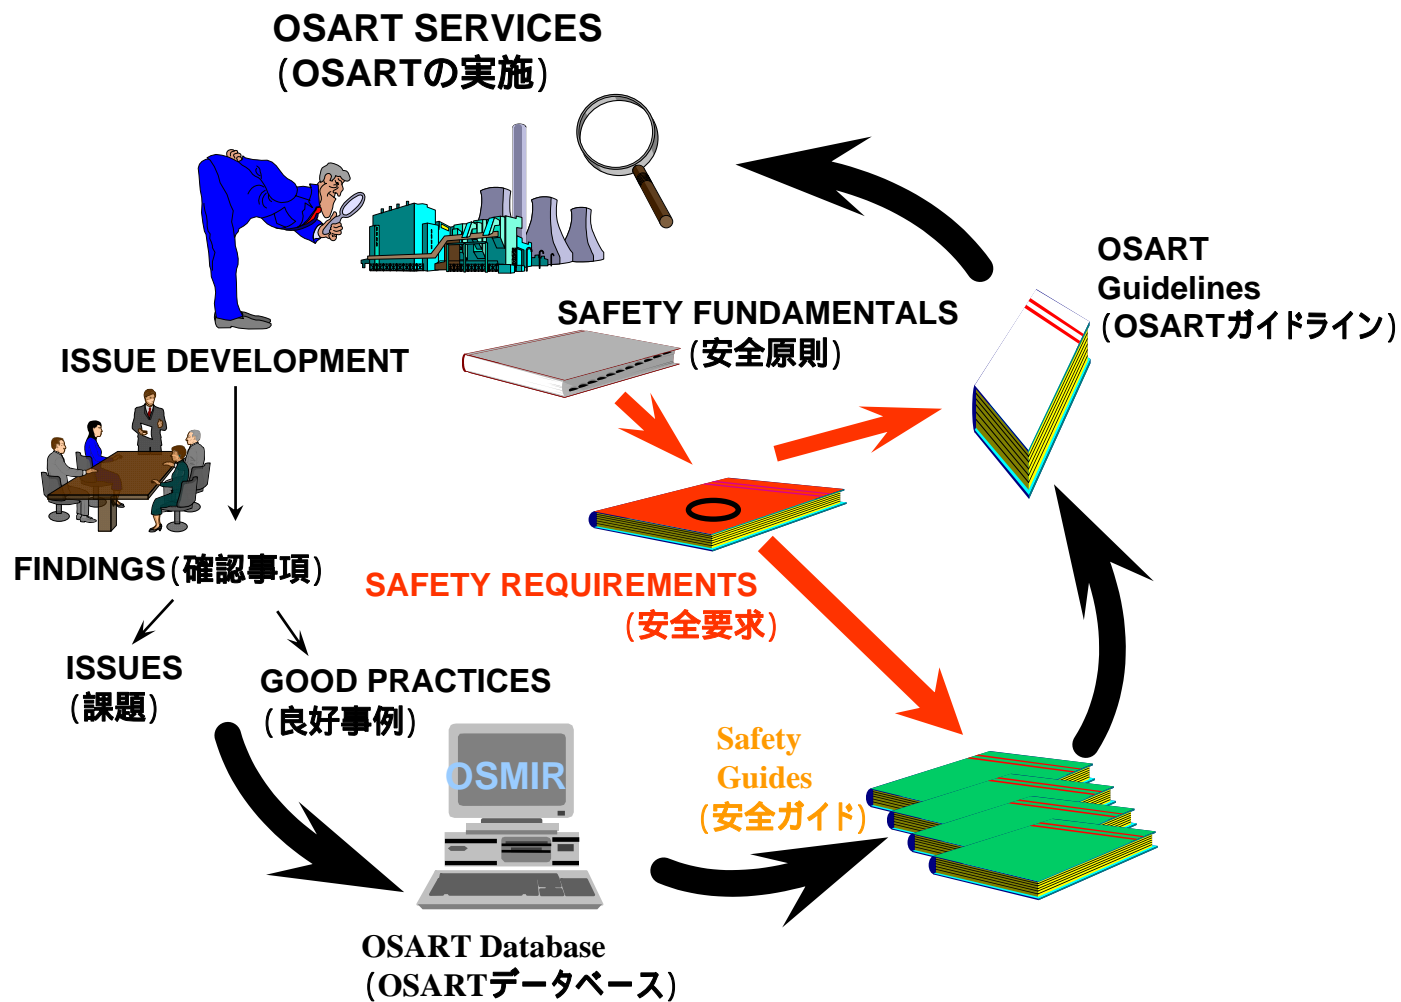 OSART SERVICES
(OSARTの実施)
OSART
Guidelines
(OSARTガイドライン)
SAFETY FUNDAMENTALS
(安全原則)
ISSUE DEVELOPMENT
FINDINGS(確認事項)
SAFETY REQUIREMENTS
(安全要求)
ISSUES
(課題)
GOOD PRACTICES
(良好事例)
OSMIR
Safety
Guides
(安全ガイド)
OSART Database
(OSARTデータベース)